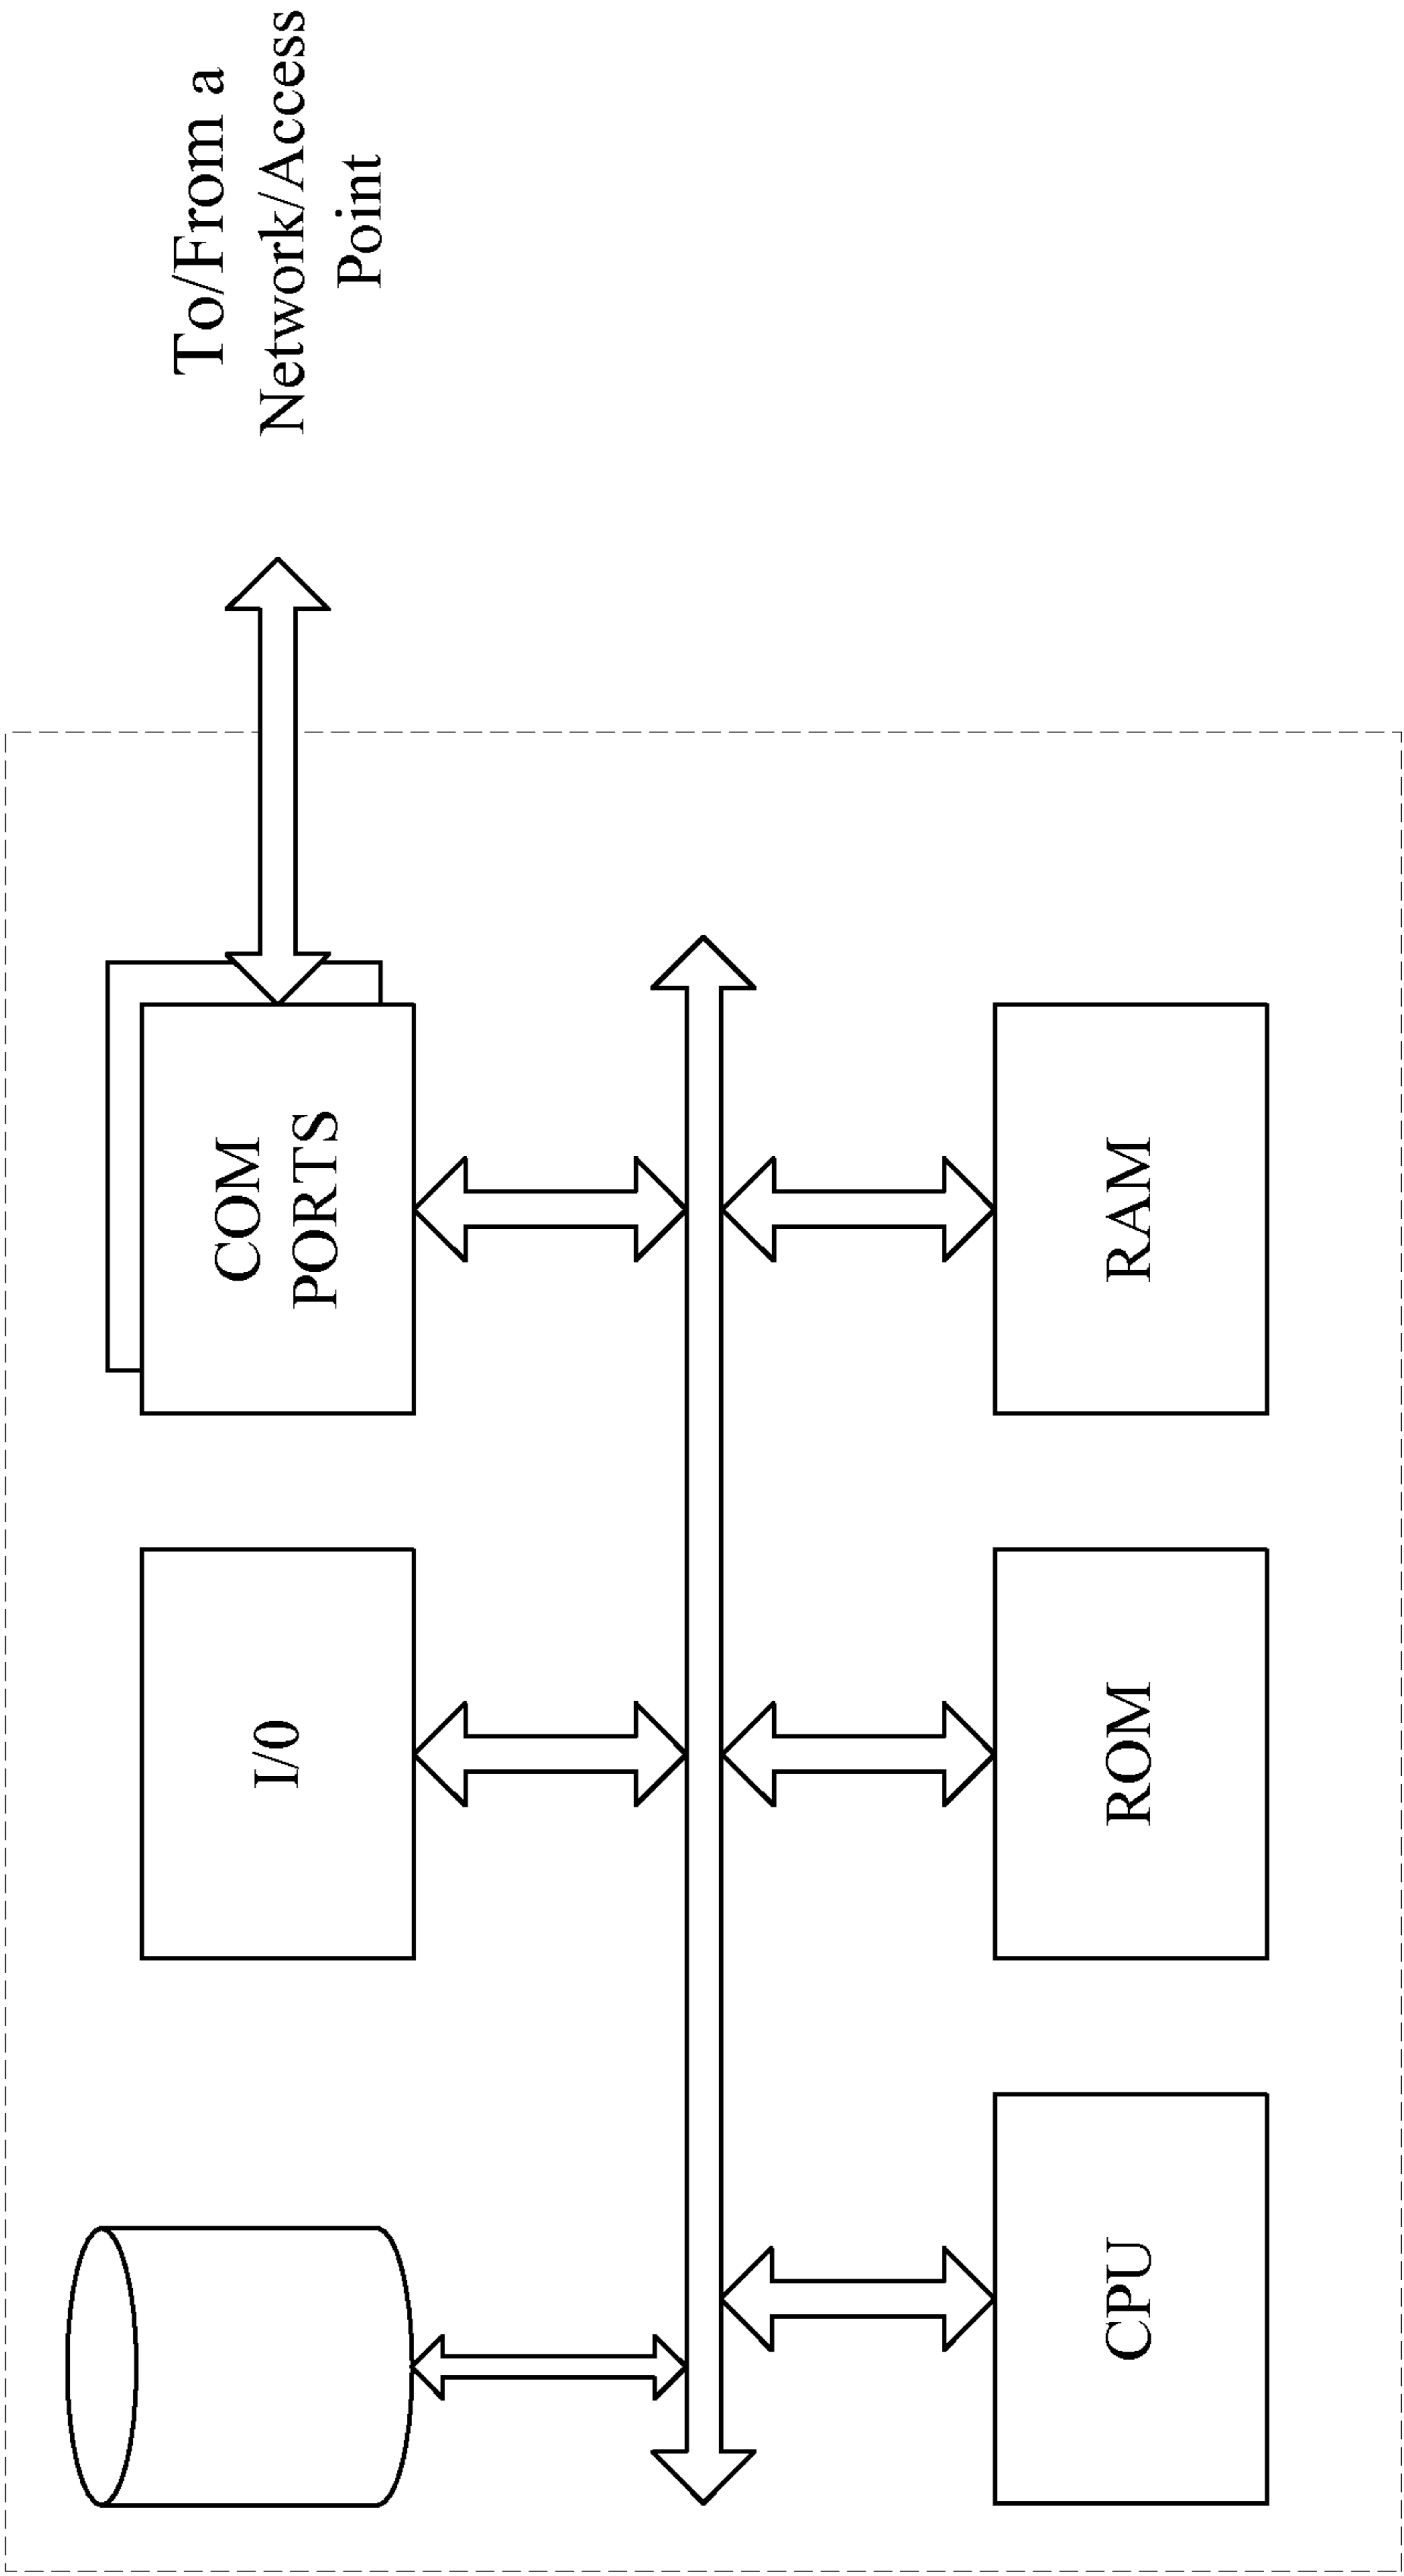 To/From a
Network/Access
Point
I/0
COM
PORTS
CPU
ROM
RAM